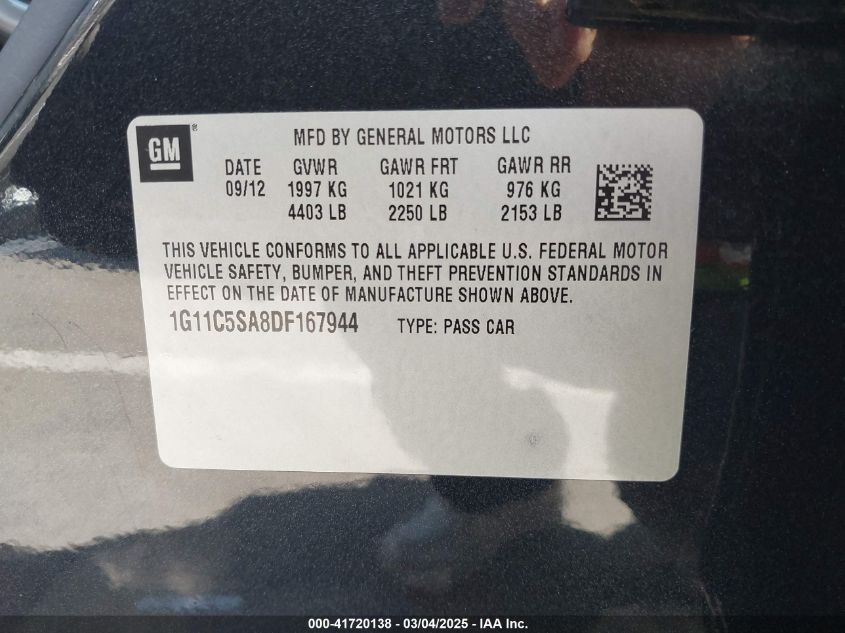 GM®
MFD BY GENERAL MOTORS LLC
DATE GVWR GAWR FRT GAWR RR
09/12 1997 KG 1021 KG 976 KG
4403 LB 2250 LB 2153 LB
THIS VEHICLE CONFORMS TO ALL APPLICABLE U.S. FEDERAL MOTOR
VEHICLE SAFETY, BUMPER, AND THEFT PREVENTION STANDARDS IN
EFFECT ON THE DATE OF MANUFACTURE SHOWN ABOVE.
1G11C5SA8DF167944 TYPE: PASS CAR
000-41720138 - 03/04/2025 - IAA Inc.